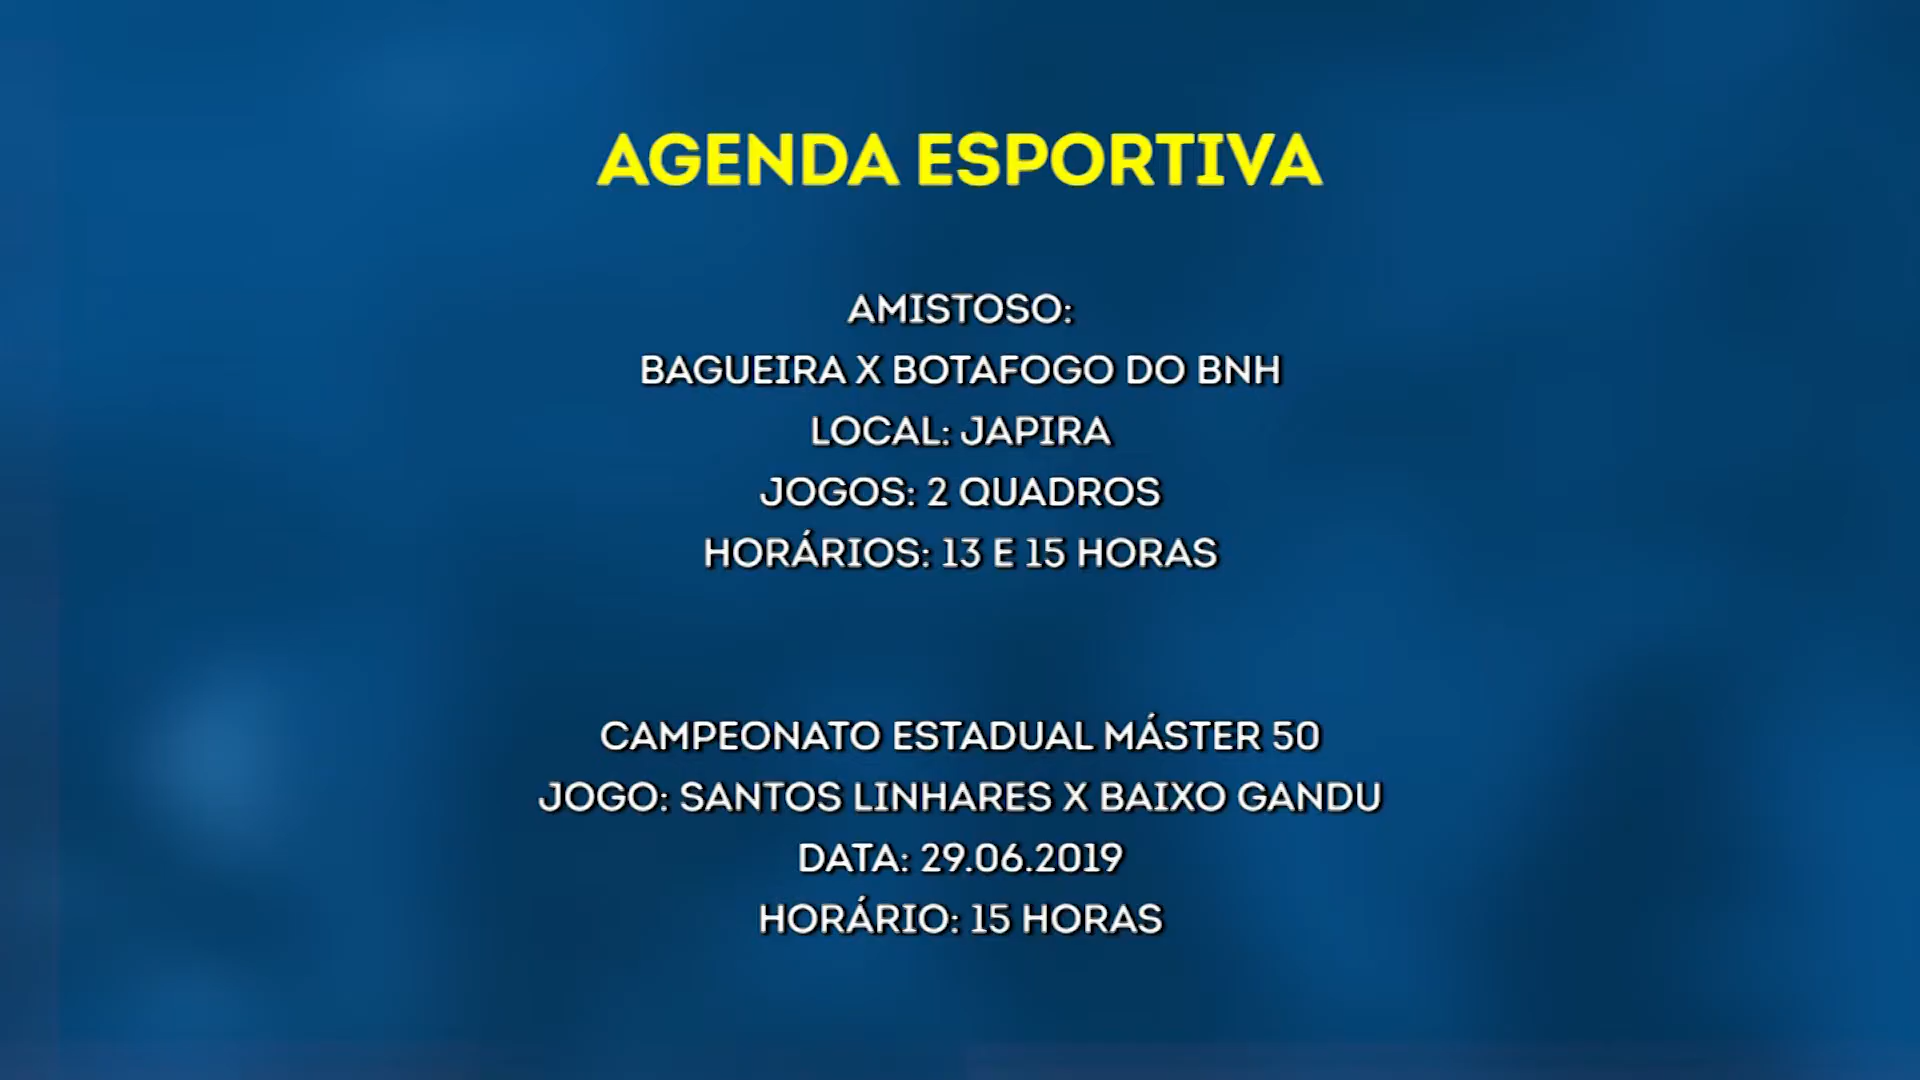 AGENDA ESPORTIVA
AMISTOSO:
BAGUEIRA X BOTAFOGO DO BNH
LOCAL: JAPIRA
JOGOS: 2 QUADROS
HORÁRIOS: 13 E 15 HORAS
CAMPEONATO ESTADUAL MÁSTER 50
JOGO: SANTOS LINHARES X BAIXO GANDU
DATA: 29.06.2019
HORÁRIO: 15 HORAS